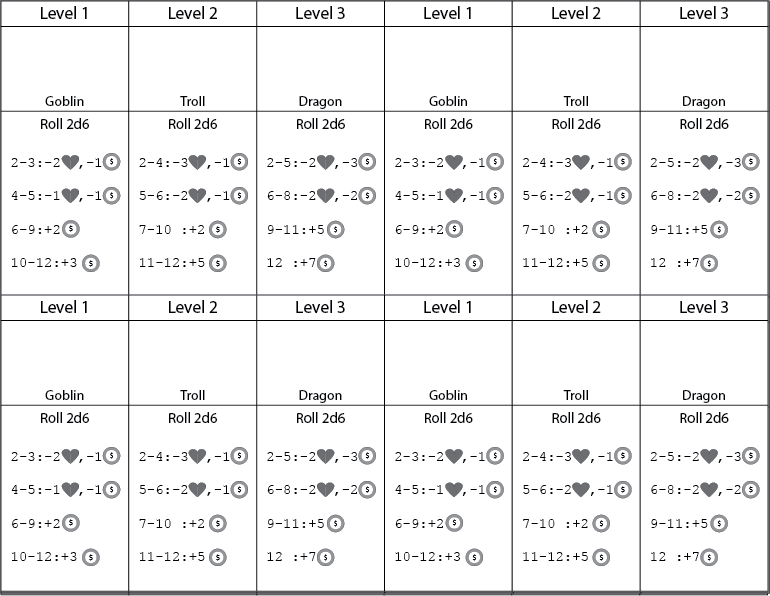 Level 1 Level 2 Level 3 Level 1 Level 2 Level 3
Goblin Troll Dragon Goblin Troll Dragon
Roll 2d6 Roll 2d6 Roll 2d6 Roll 2d6 Roll 2d6 Roll 2d6
2-3:-2♥,-1$ 2-4:-3♥,-1$ 2-5:-2♥,-3$ 2-3:-2♥,-1$ 2-4:-3♥,-1$ 2-5:-2♥,-3$
4-5:-1♥,-1$ 5-6:-2♥,-1$ 6-8:-2♥,-2$ 4-5:-1♥,-1$ 5-6:-2♥,-1$ 6-8:-2♥,-2$
6-9:+2$ 7-10 :+2 $ 9-11:+5$ 6-9:+2$ 7-10 :+2 $ 9-11:+5$
10-12:+3 $ 11-12:+5 $ 12 :+7$ 10-12:+3 $ 11-12:+5 $ 12 :+7$
Level 1 Level 2 Level 3 Level 1 Level 2 Level 3
Goblin Troll Dragon Goblin Troll Dragon
Roll 2d6 Roll 2d6 Roll 2d6 Roll 2d6 Roll 2d6 Roll 2d6
2-3:-2♥,-1$ 2-4:-3♥,-1$ 2-5:-2♥,-3$ 2-3:-2♥,-1$ 2-4:-3♥,-1$ 2-5:-2♥,-3$
4-5:-1♥,-1$ 5-6:-2♥,-1$ 6-8:-2♥,-2$ 4-5:-1♥,-1$ 5-6:-2♥,-1$ 6-8:-2♥,-2$
6-9:+2$ 7-10 :+2 $ 9-11:+5$ 6-9:+2$ 7-10 :+2 $ 9-11:+5$
10-12:+3 $ 11-12:+5 $ 12 :+7$ 10-12:+3 $ 11-12:+5 $ 12 :+7$